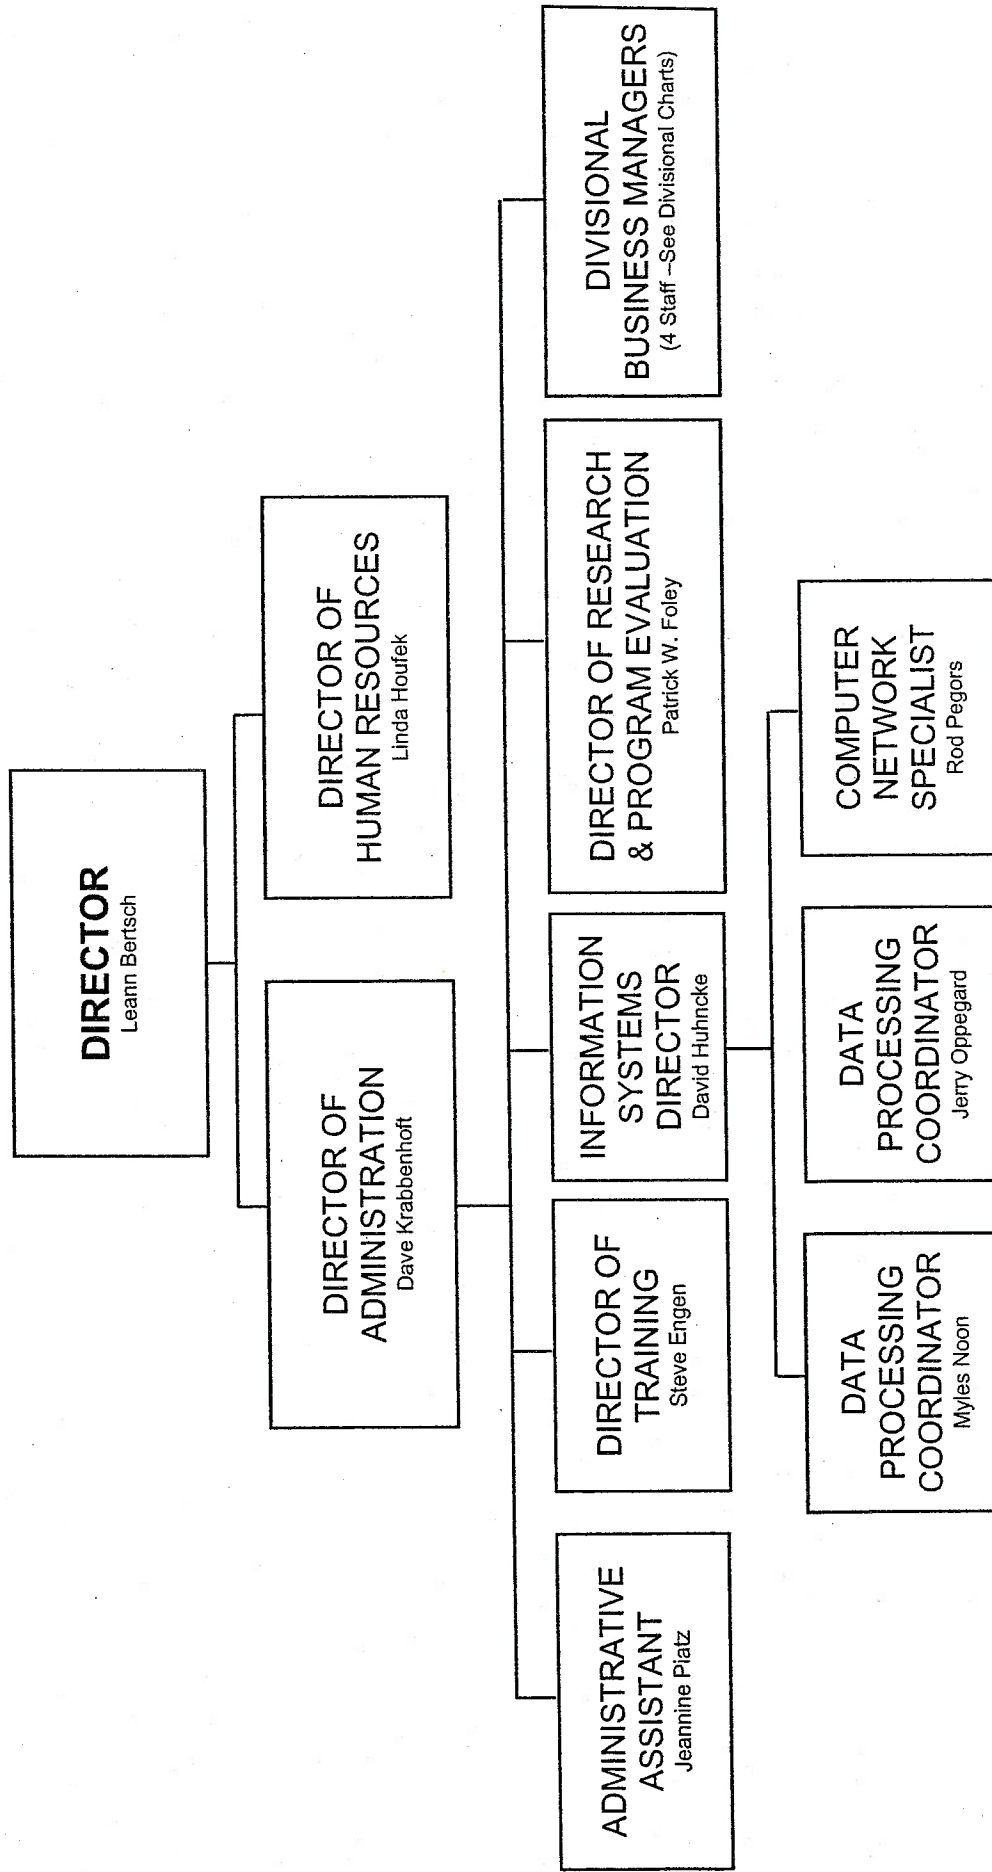 DIRECTOR
Leann Bertsch
DIRECTOR OF
ADMINISTRATION
Dave Krabbenhoft
DIRECTOR OF
HUMAN RESOURCES
Linda Houfek
ADMINISTRATIVE
ASSISTANT
Jeannine Piatz
DIRECTOR OF
TRAINING
Steve Engen
INFORMATION
SYSTEMS
DIRECTOR
David Huhncke
DIRECTOR OF RESEARCH
& PROGRAM EVALUATION
Patrick W. Foley
DIVISIONAL
BUSINESS MANAGERS
(4 Staff –See Divisional Charts)
DATA
PROCESSING
COORDINATOR
Myles Noon
DATA
PROCESSING
COORDINATOR
Jerry Oppegard
COMPUTER
NETWORK
SPECIALIST
Rod Pegors